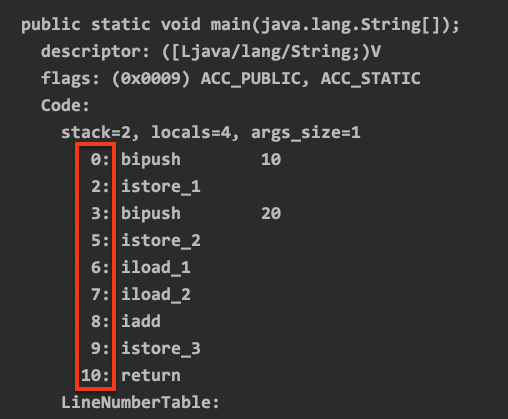 public static void main(java.lang.String[]);
descriptor: ([Ljava/lang/String;)V
flags: (0x0009) ACC_PUBLIC, ACC_STATIC
Code:
stack=2, locals=4, args_size=1
0: bipush 10
2: istore_1
3: bipush 20
5: istore_2
6: iload_1
7: iload_2
8: iadd
9: istore_3
10: return
LineNumberTable: